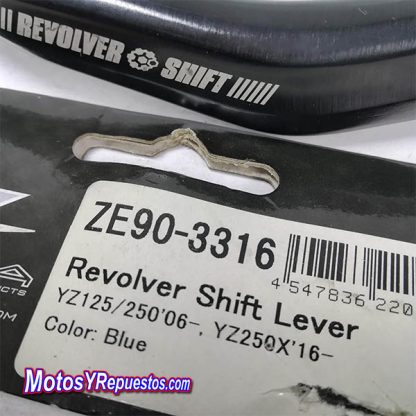 REVOLVER SHIFT
ZE90-3316
4 547836 220
Revolver Shift Lever
YZ125/250'06-, YZ250X'16-
Color: Blue
MotosYRepuestos.com